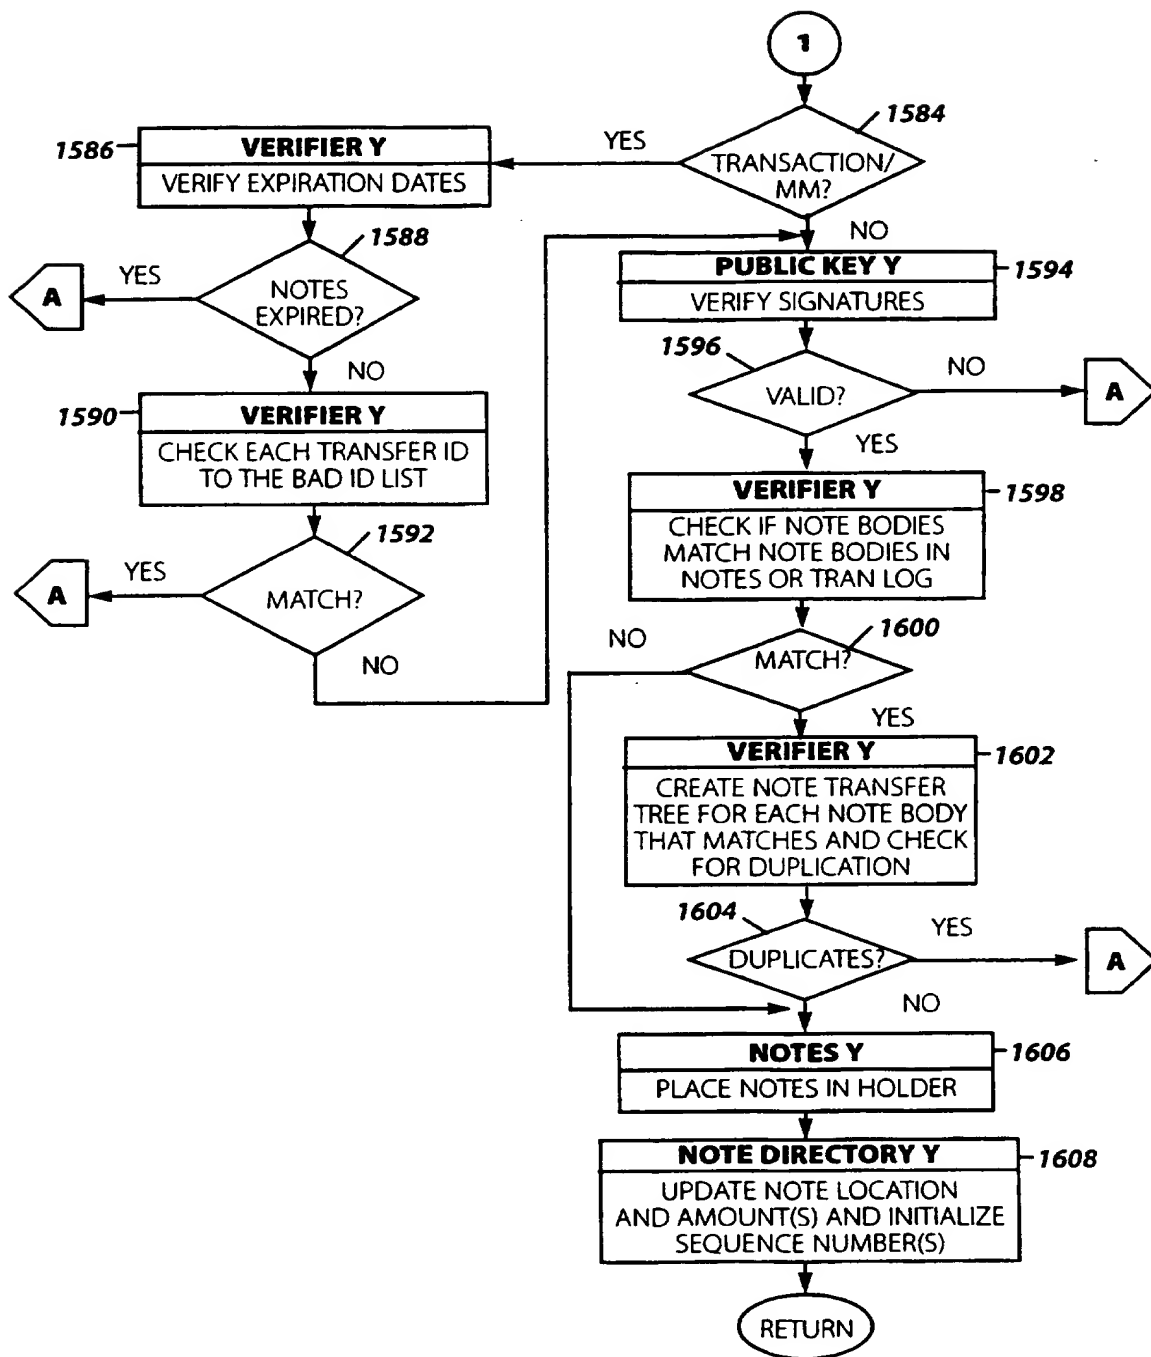 1
1584
TRANSACTION/
MM?
YES
NO
1586
VERIFIER Y
VERIFY EXPIRATION DATES
1588
NOTES
EXPIRED?
YES
A
NO
1590
VERIFIER Y
CHECK EACH TRANSFER ID
TO THE BAD ID LIST
1592
MATCH?
YES
A
NO
PUBLIC KEY Y
1594
VERIFY SIGNATURES
1596
VALID?
NO
A
YES
VERIFIER Y
1598
CHECK IF NOTE BODIES
MATCH NOTE BODIES IN
NOTES OR TRAN LOG
1600
MATCH?
NO
YES
VERIFIER Y
1602
CREATE NOTE TRANSFER
TREE FOR EACH NOTE BODY
THAT MATCHES AND CHECK
FOR DUPLICATION
1604
DUPLICATES?
YES
A
NO
NOTES Y
1606
PLACE NOTES IN HOLDER
NOTE DIRECTORY Y
1608
UPDATE NOTE LOCATION
AND AMOUNT(S) AND INITIALIZE
SEQUENCE NUMBER(S)
RETURN